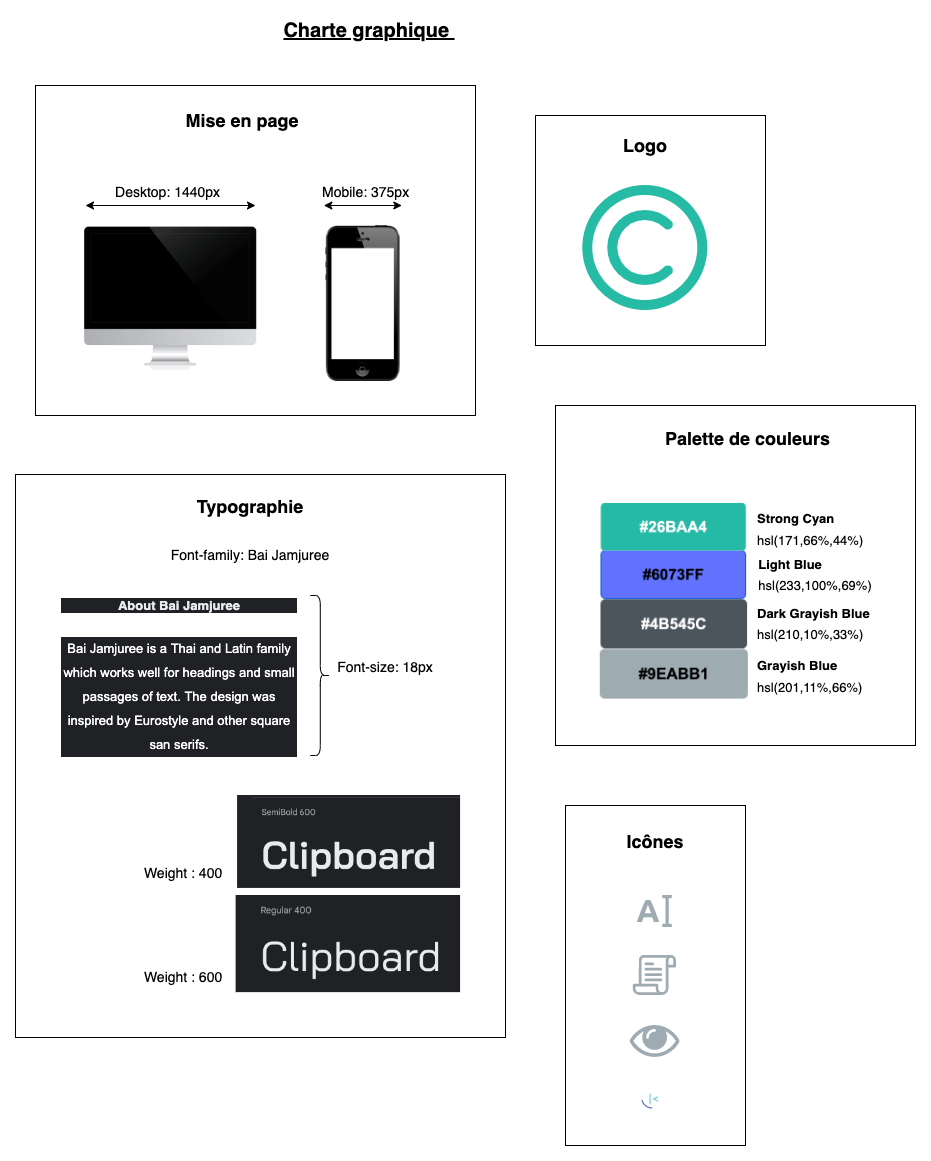 Charte graphique
Mise en page
Desktop: 1440px
Mobile: 375px
Logo
C
Palette de couleurs
#26BAA4
Strong Cyan
hsl(171,66%,44%)
#6073FF
Light Blue
hsl(233,100%,69%)
#4B545C
Dark Grayish Blue
hsl(210,10%,33%)
#9EABB1
Grayish Blue
hsl(201,11%,66%)
Typographie
Font-family: Bai Jamjuree
About Bai Jamjuree
Bai Jamjuree is a Thai and Latin family
which works well for headings and small
passages of text. The design was
inspired by Eurostyle and other square
san serifs.
Font-size: 18px
SemiBold 600
Clipboard
Weight : 400
Regular 400
Clipboard
Weight : 600
Icônes
A